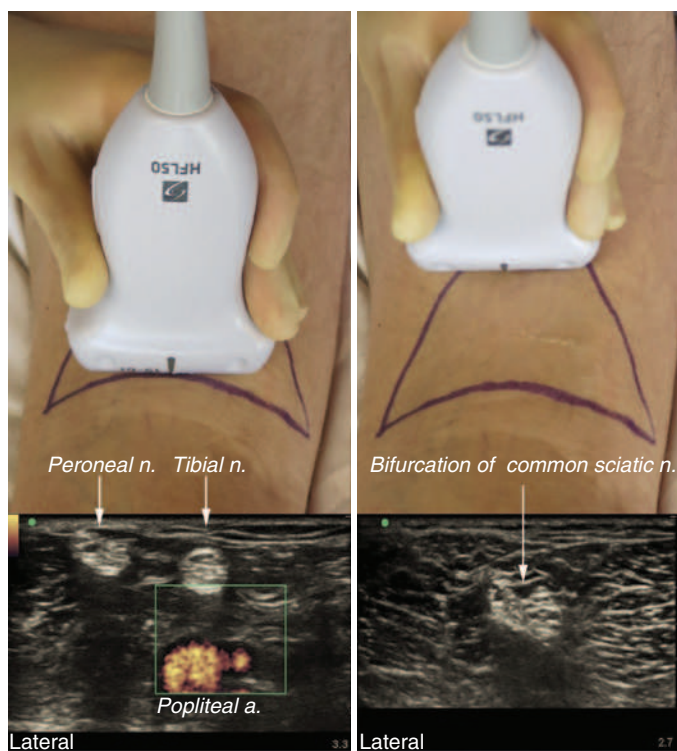 HFL50
HFL50
Peroneal n. Tibial n.
Bifurcation of common sciatic n.
Popliteal a.
Lateral
3.3
Lateral
2.7